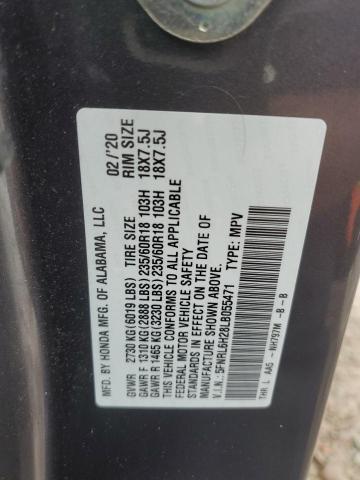 MFD. BY HONDA MFG. OF ALABAMA, LLC 02/'20
GVWR 2730 KG(6019 LBS) TIRE SIZE RIM SIZE
GAWR F 1310 KG(2888 LBS)235/60R18 103H 18X7.5J
GAWR R 1465 KG(3230 LBS)235/60R18 103H 18X7.5J
THIS VEHICLE CONFORMS TO ALL APPLICABLE
FEDERAL MOTOR VEHICLE SAFETY
STANDARDS IN EFFECT ON THE DATE OF
MANUFACTURE SHOWN ABOVE.
V.I.N.: 5FNRL6H28LB055471 TYPE: MPV
THR L AA5 -NH797M -B -B